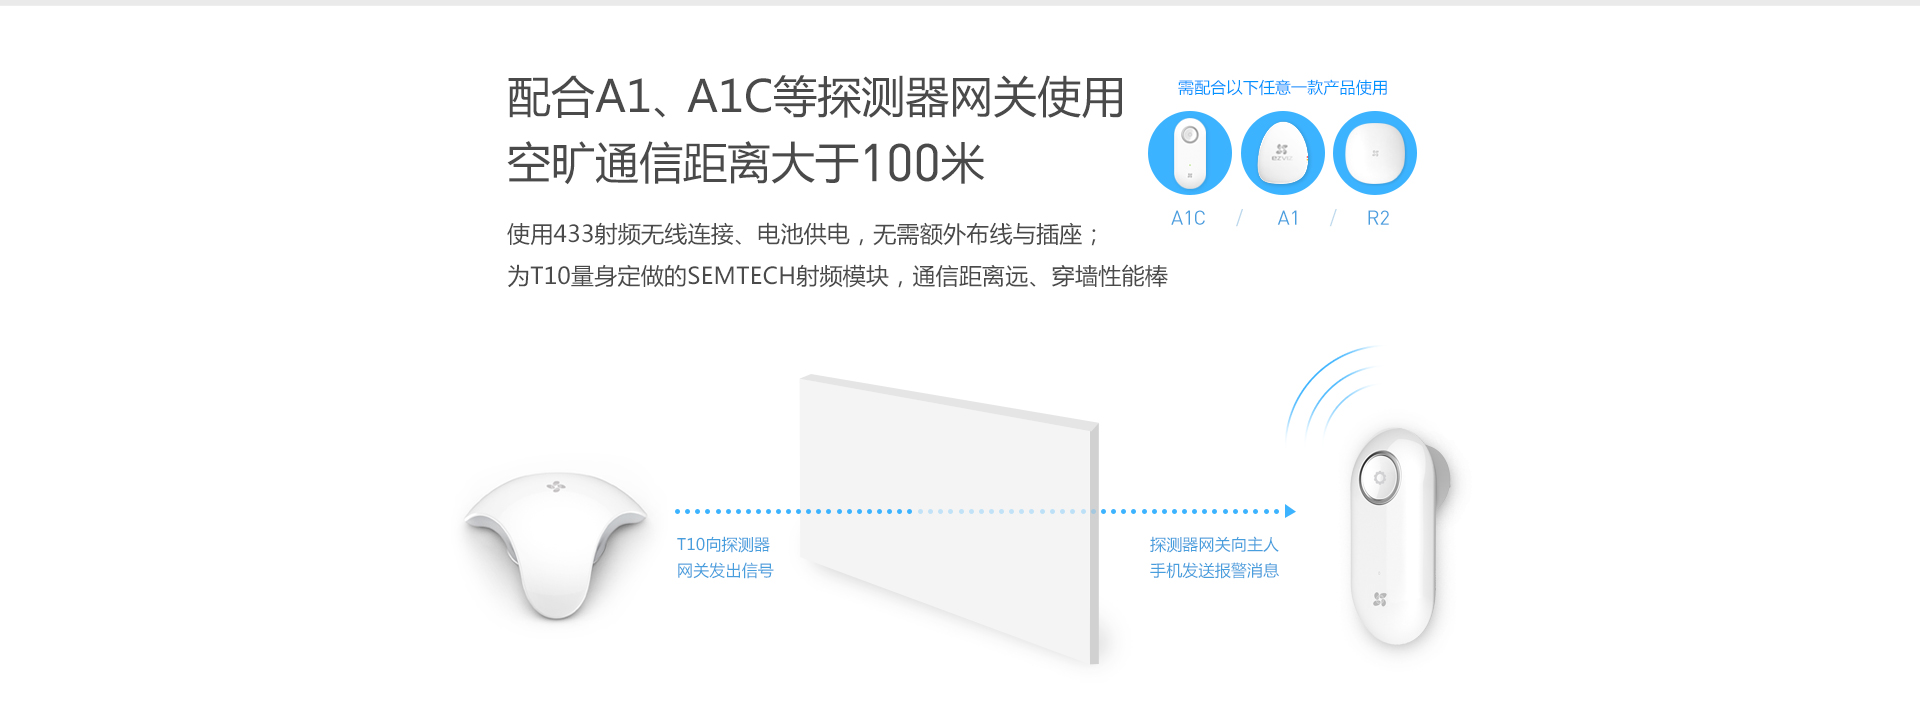 配合A1、A1C等探测器网关使用
空旷通信距离大于100米
使用433射频无线连接、电池供电，无需额外布线与插座；
为T10量身定做的SEMTECH射频模块，通信距离远、穿墙性能棒
需配合以下任意一款产品使用
ezviz
A1C / A1 / R2
T10向探测器
网关发出信号
探测器网关向主人
手机发送报警消息